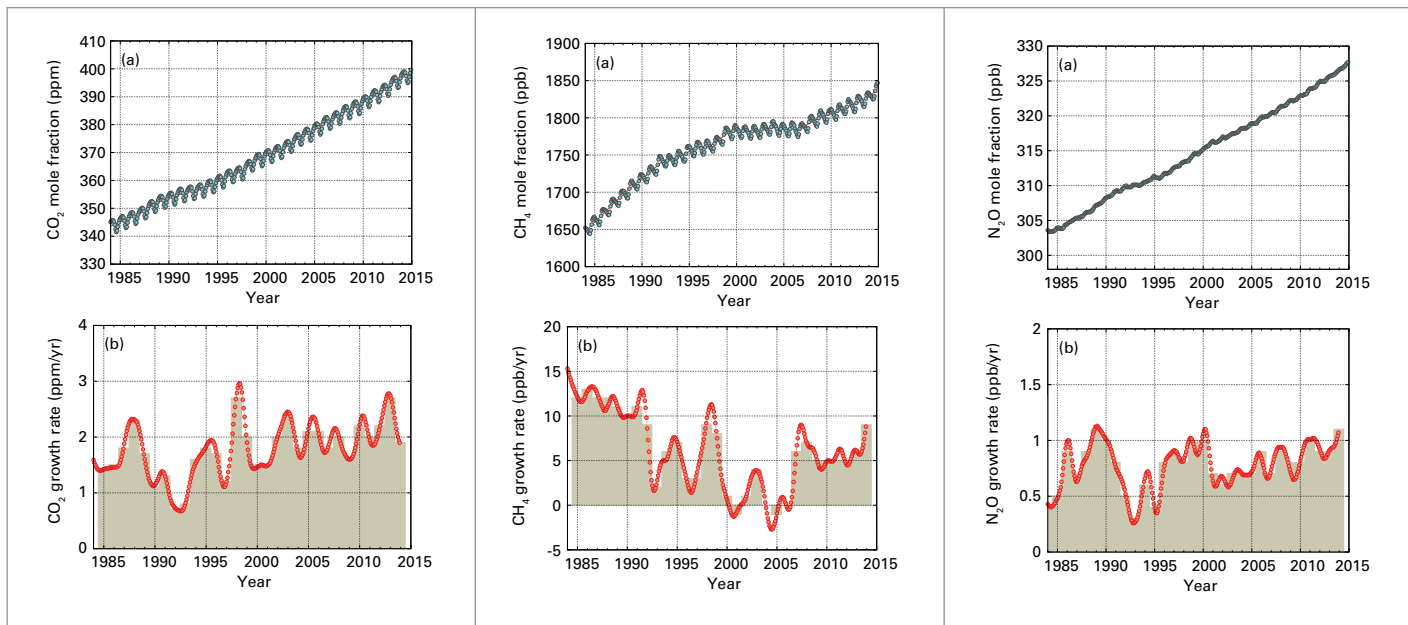 (a)
CO₂ mole fraction (ppm)
410
400
390
380
370
360
350
340
330
1985 1990 1995 2000 2005 2010 2015
Year
(b)
CO₂ growth rate (ppm/yr)
4
3
2
1
0
1985 1990 1995 2000 2005 2010 2015
Year
(a)
CH₄ mole fraction (ppb)
1900
1850
1800
1750
1700
1650
1600
1985 1990 1995 2000 2005 2010 2015
Year
(b)
CH₄ growth rate (ppb/yr)
20
15
10
5
0
-5
1985 1990 1995 2000 2005 2010 2015
Year
(a)
N₂O mole fraction (ppb)
330
325
320
315
310
305
300
1985 1990 1995 2000 2005 2010 2015
Year
(b)
N₂O growth rate (ppb/yr)
2
1.5
1
0.5
0
1985 1990 1995 2000 2005 2010 2015
Year